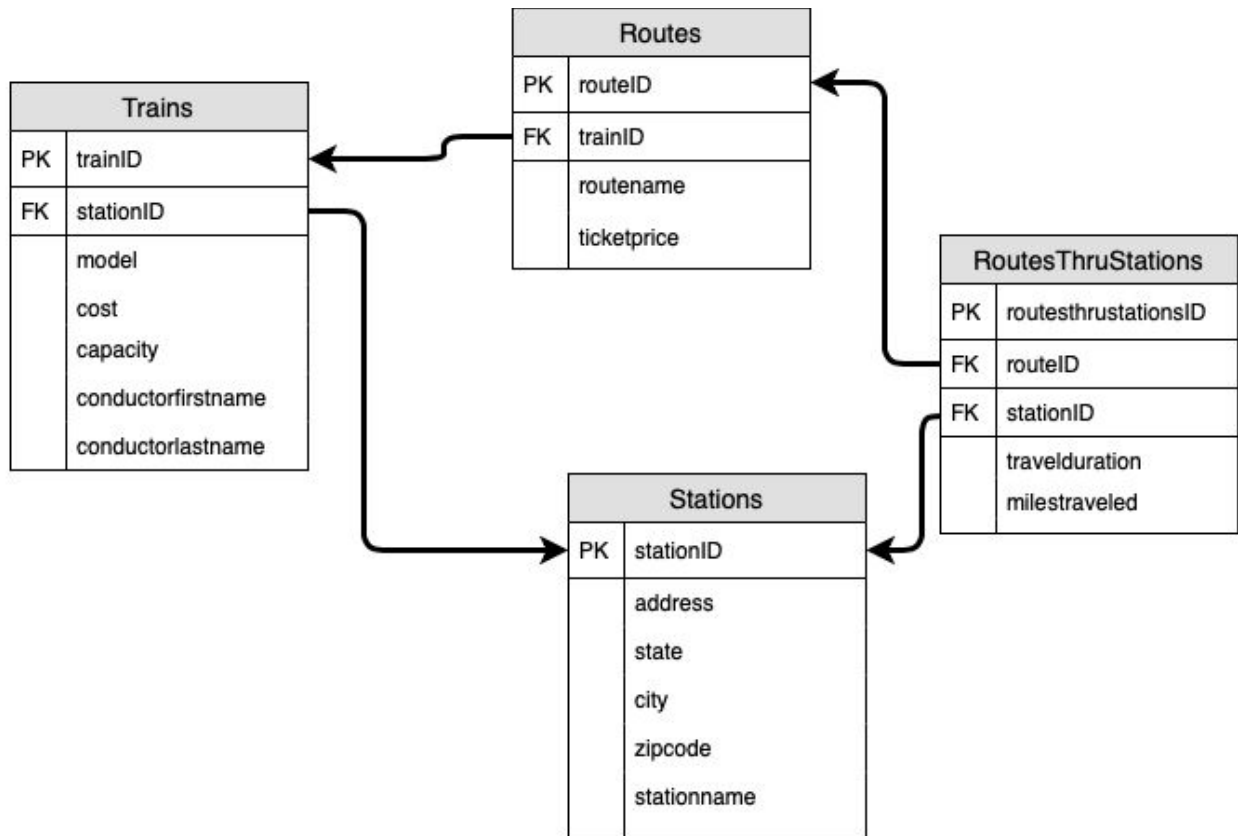 Routes
PK routeID
FK trainID
routename
ticketprice
Trains
PK trainID
FK stationID
model
cost
capacity
conductorfirstname
conductorlastname
RoutesThruStations
PK routesthrustationsID
FK routeID
FK stationID
travelduration
milestraveled
Stations
PK stationID
address
state
city
zipcode
stationname